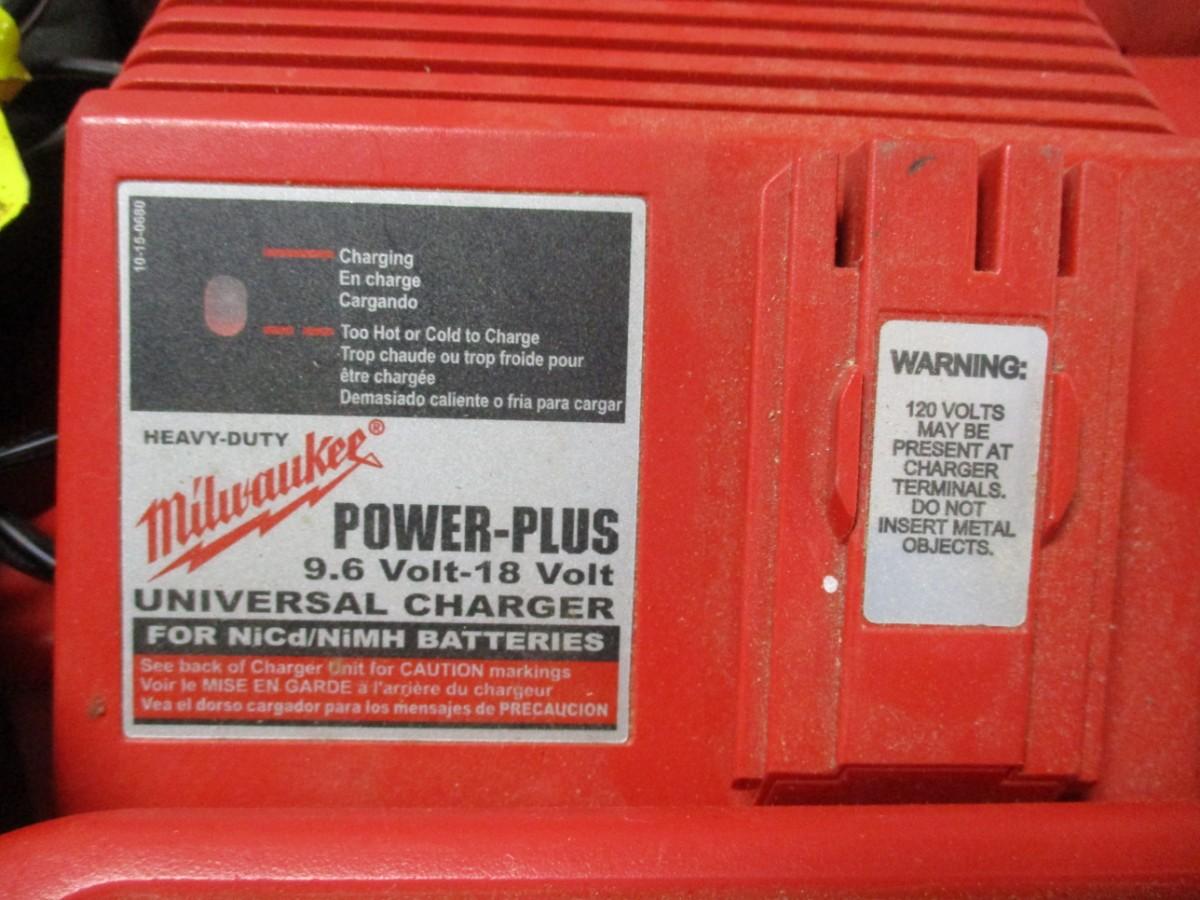 10-15-0680
Charging
En charge
Cargando
Too Hot or Cold to Charge
Trop chaude ou trop froide pour
être chargée
Demasiado caliente o fria para cargar
HEAVY-DUTY
Milwaukee®
POWER-PLUS
9.6 Volt-18 Volt
UNIVERSAL CHARGER
FOR NiCd/NiMH BATTERIES
See back of Charger Unit for CAUTION markings
Voir le MISE EN GARDE a l'arrière du chargeur
Vea el dorso cargador para los mensajes de PRECAUCION
WARNING:
120 VOLTS
MAY BE
PRESENT AT
CHARGER
TERMINALS.
DO NOT
INSERT METAL
OBJECTS.